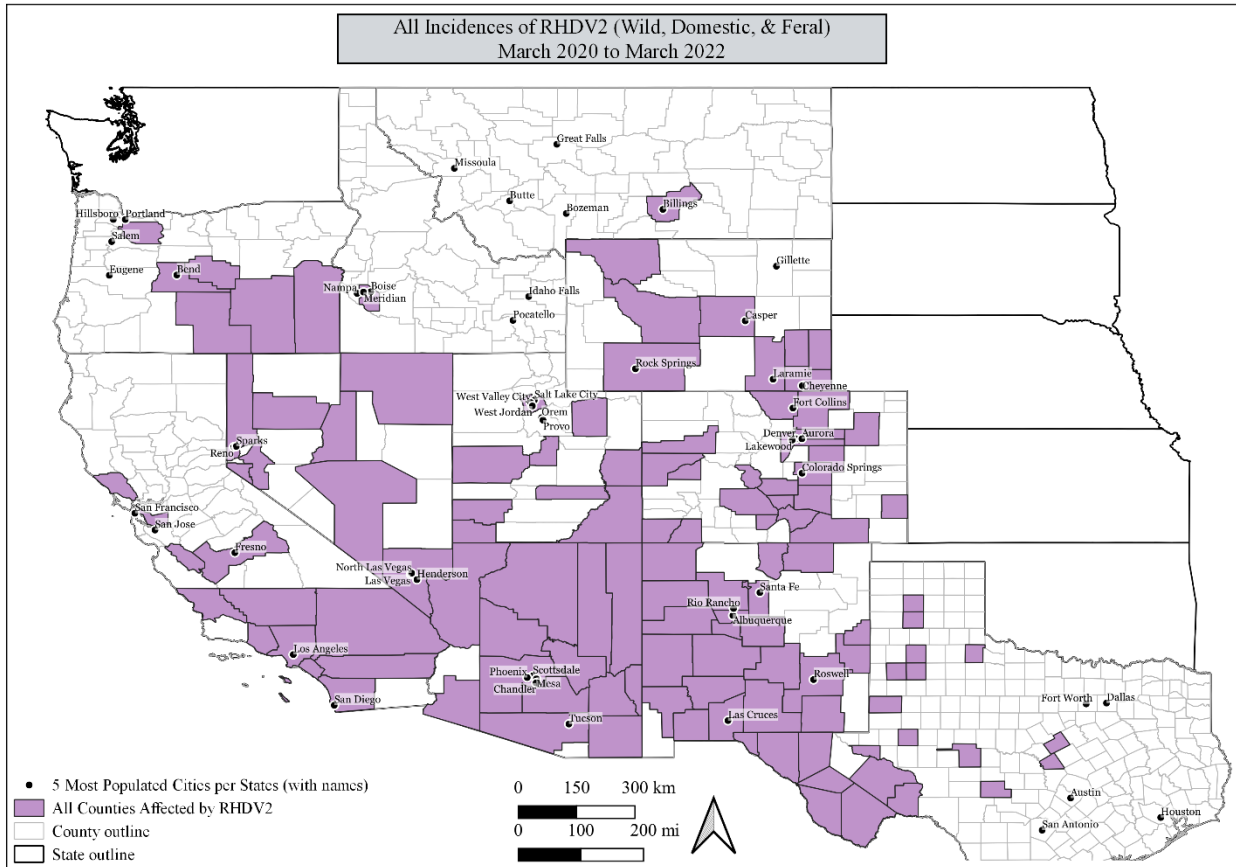 All Incidences of RHDV2 (Wild, Domestic, & Feral)
March 2020 to March 2022
Great Falls
Missoula
Butte
Bozeman
Billings
Hillsboro
Portland
Salem
Eugene
Bend
Nampa
Boise
Meridian
Idaho Falls
Pocatello
Gillette
Casper
Rock Springs
Laramie
Cheyenne
West Valley City
Salt Lake City
West Jordan
Orem
Provo
Fort Collins
Denver
Aurora
Lakewood
Colorado Springs
Sparks
Reno
San Francisco
San Jose
Fresno
North Las Vegas
Las Vegas
Henderson
Santa Fe
Rio Rancho
Albuquerque
Los Angeles
San Diego
Phoenix
Scottsdale
Mesa
Chandler
Tucson
Roswell
Las Cruces
Fort Worth
Dallas
Austin
San Antonio
Houston
5 Most Populated Cities per States (with names)
All Counties Affected by RHDV2
County outline
State outline
0 150 300 km
0 100 200 mi